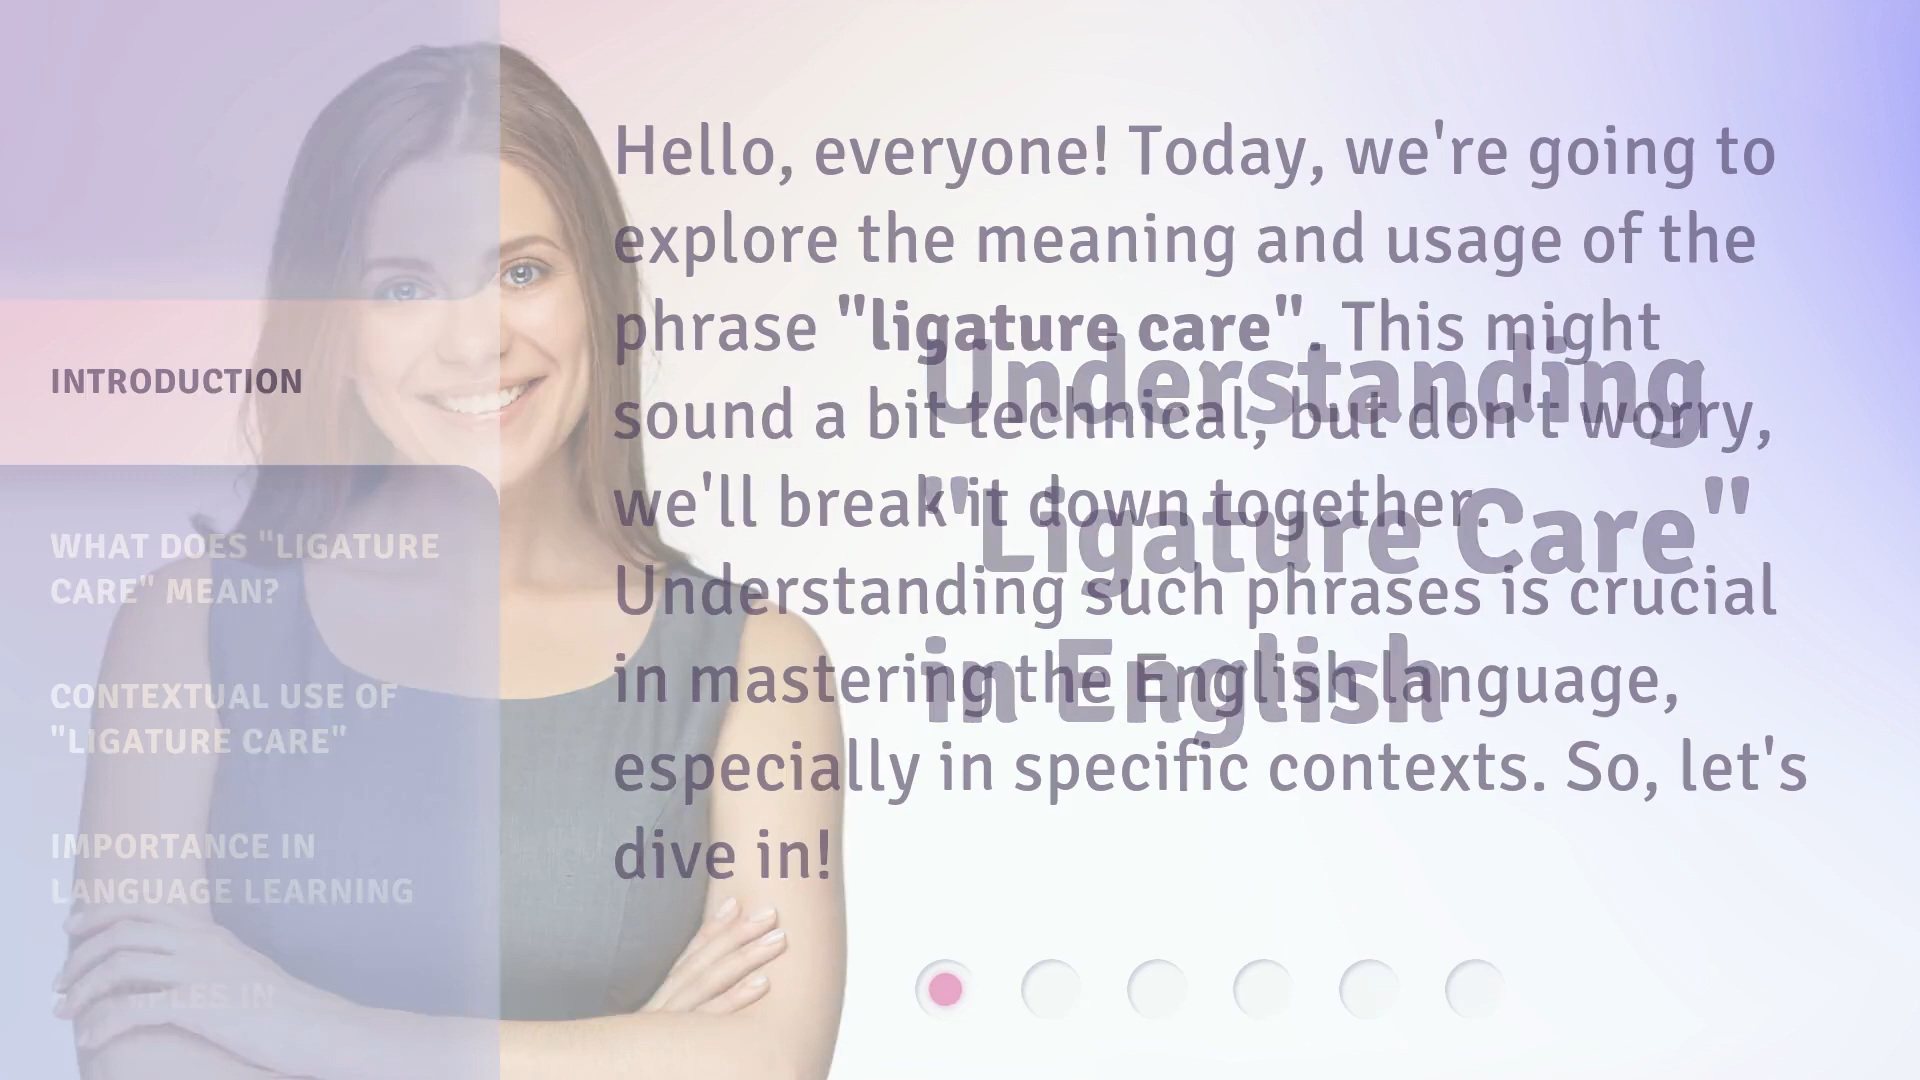 INTRODUCTION
WHAT DOES "LIGATURE
CARE" MEAN?
CONTEXTUAL USE OF
"LIGATURE CARE"
IMPORTANCE IN
LANGUAGE LEARNING
IN
Hello, everyone! Today, we're going to
explore the meaning and usage of the
phrase "ligature care". This might
sound a bit technical, but don't worry,
we'll break it down together.
Understanding such phrases is crucial
in mastering the English language,
especially in specific contexts. So, let's
dive in!
Understanding
"Ligature Care"
in English